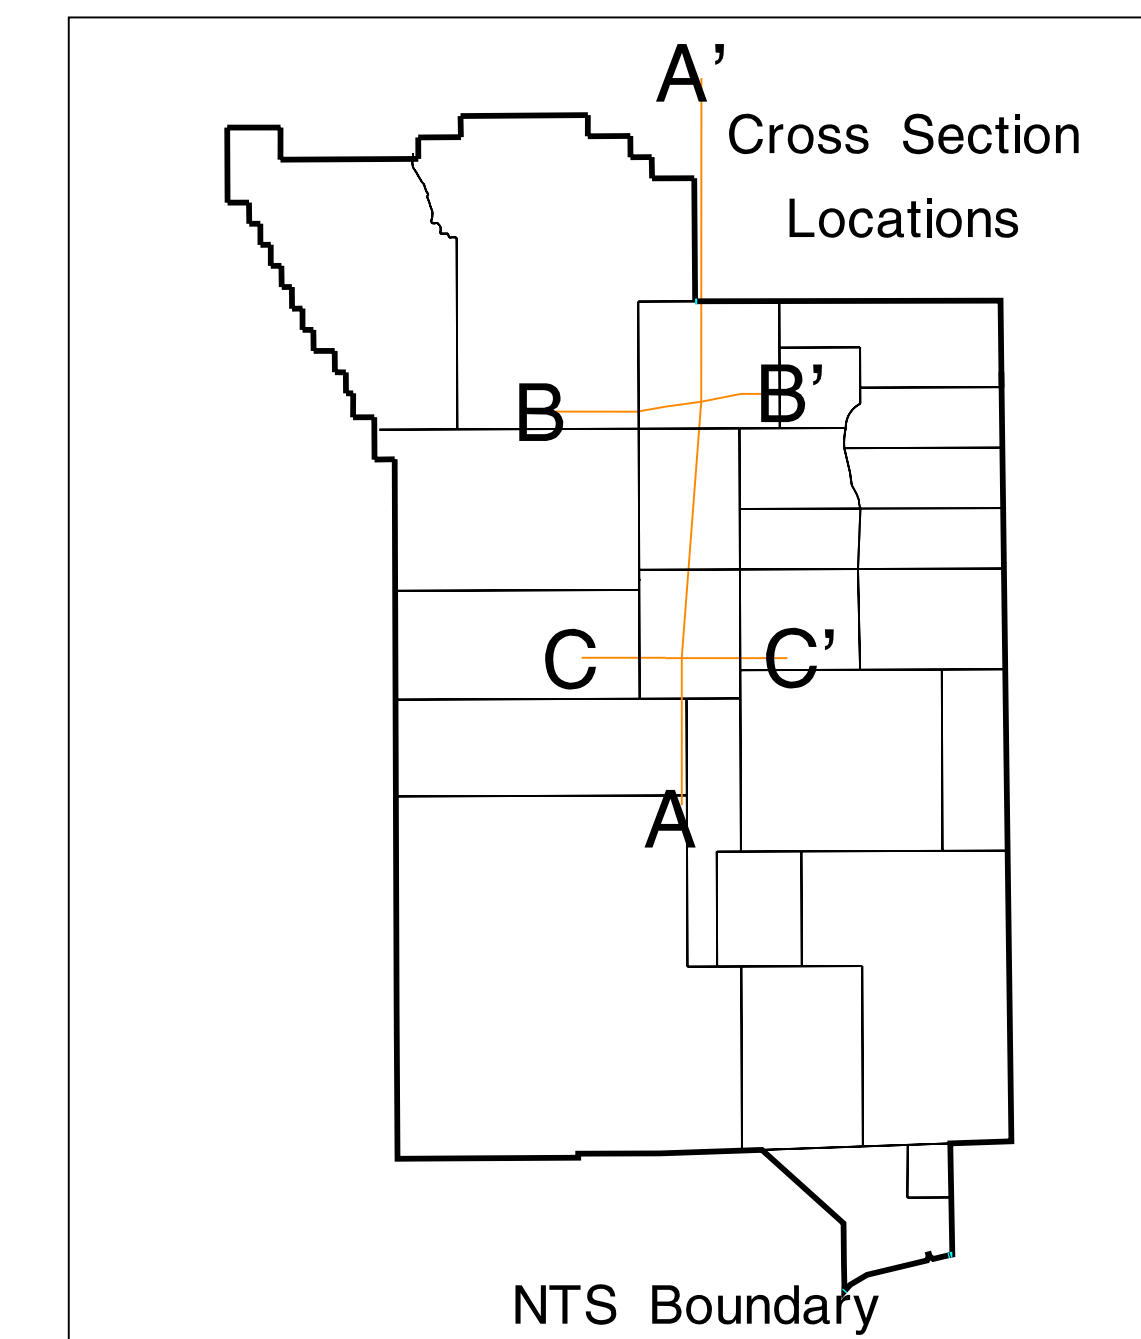 A’
Cross Section
Locations
B B’
C C’
A
NTS Boundary